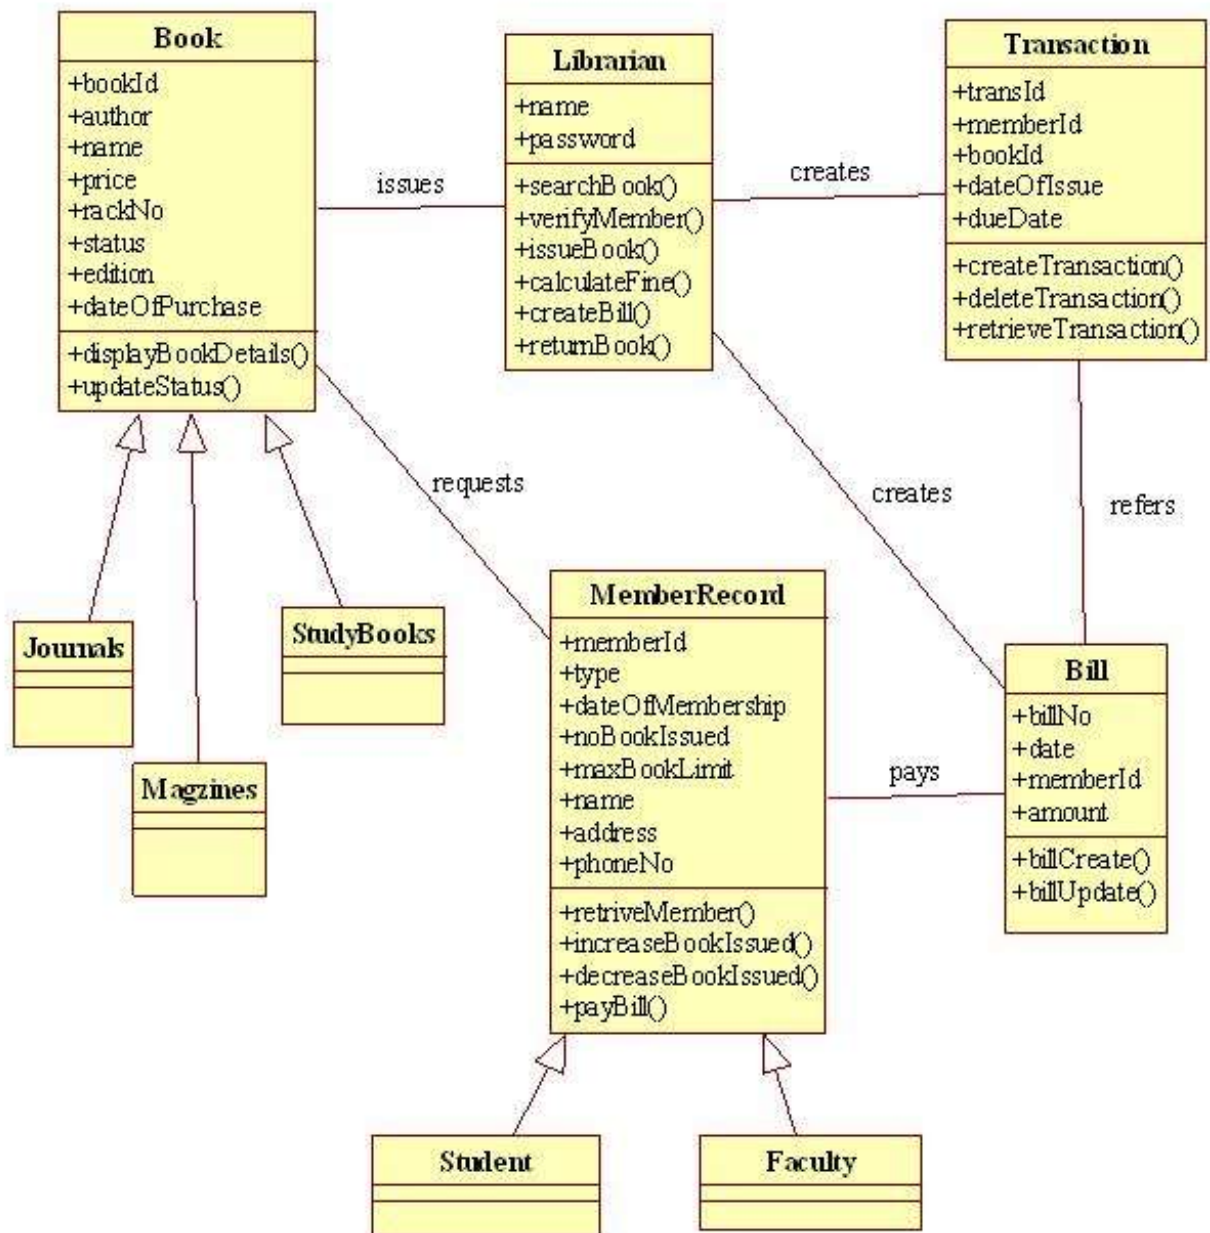 Book
+bookId
+author
+name
+price
+rackNo
+status
+edition
+dateOfPurchase
+displayBookDetails()
+updateStatus()
issues
Librarian
+name
+password
+searchBook()
+verifyMember()
+issueBook()
+calculateFine()
+createBill()
+returnBook()
creates
Transaction
+transId
+memberId
+bookId
+dateOfIssue
+dueDate
+createTransaction()
+deleteTransaction()
+retrieveTransaction()
requests
creates
refers
Journals
Magzines
StudyBooks
MemberRecord
+memberId
+type
+dateOfMembership
+noBookIssued
+maxBookLimit
+name
+address
+phoneNo
+retriveMember()
+increaseBookIssued()
+decreaseBookIssued()
+payBill()
pays
Bill
+billNo
+date
+memberId
+amount
+billCreate()
+billUpdate()
Student
Faculty